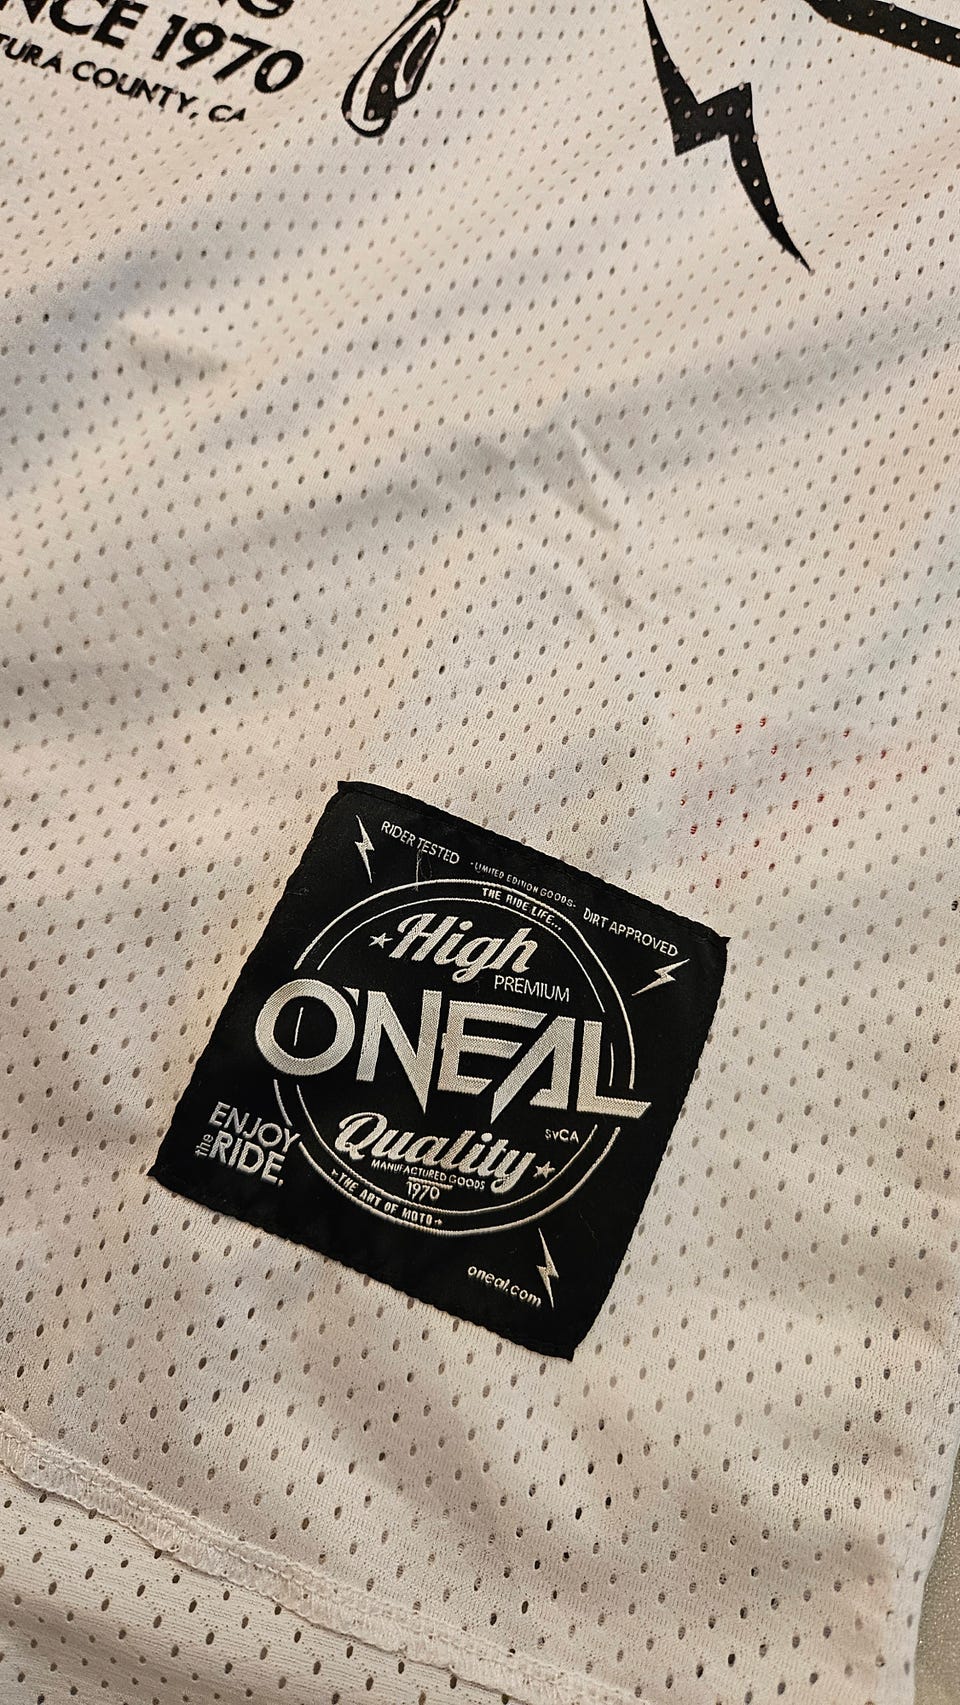 NCE 1970
TURA COUNTY, CA
RIDER TESTED
-LIMITED EDITION GOODS-
DIRT APPROVED
THE RIDE LIFE...
High
PREMIUM
O'NEAL
SVCA
Quality
MANUFACTURED GOODS
1970
THE ART OF MOTO
ENJOY
the RIDE.
oneal.com